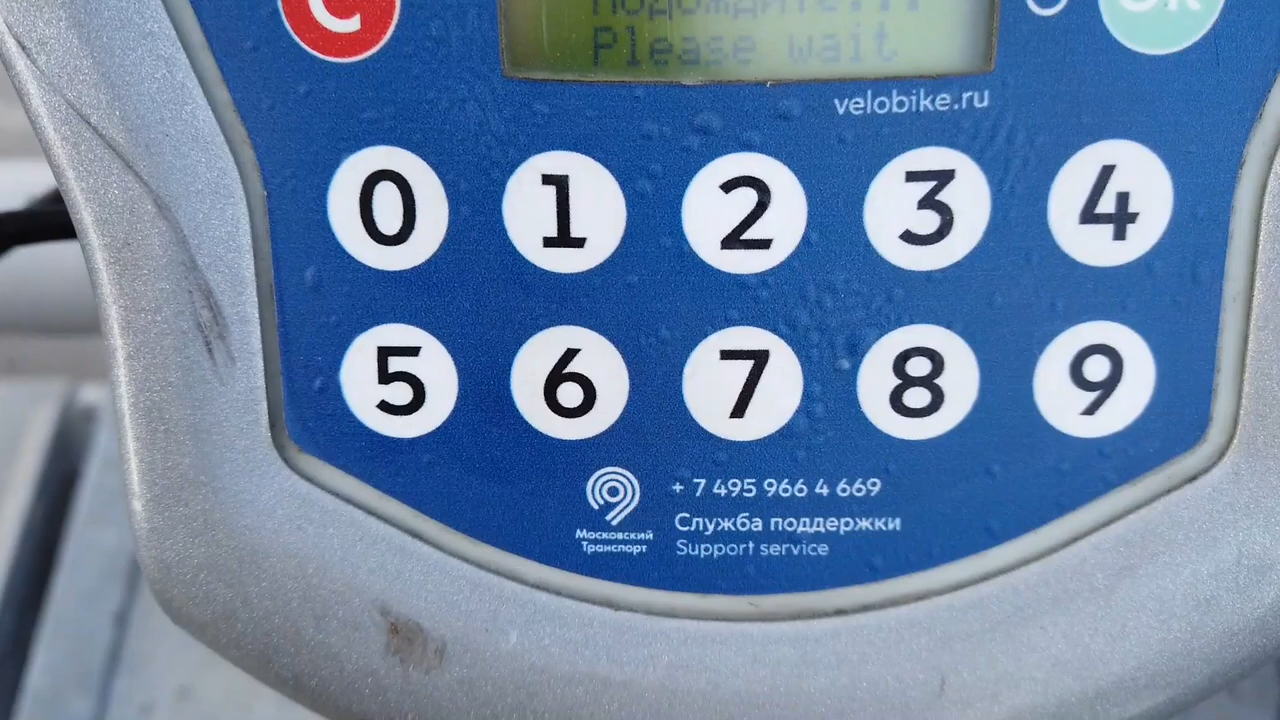 C
Подождите...
OK
Please wait
velobike.ru
0 1 2 3 4
5 6 7 8 9
+ 7 495 966 4 669
Московский
Транспорт
Служба поддержки
Support service